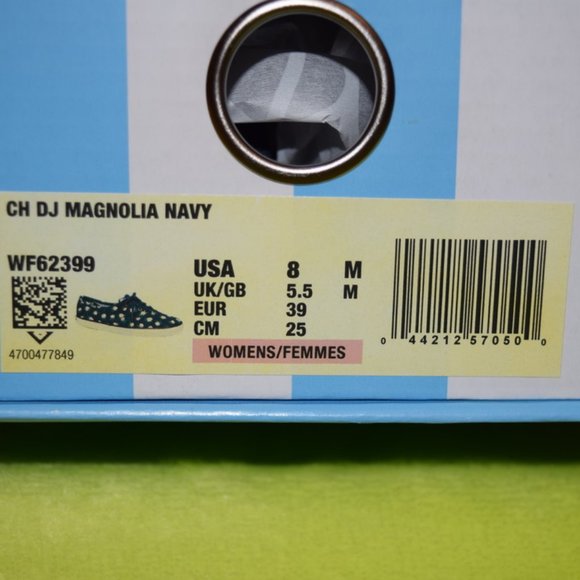 CH DJ MAGNOLIA NAVY
WF62399
4700477849
USA 8 M
UK/GB 5.5 M
EUR 39
CM 25
WOMENS/FEMMES
0 44212 57050 0